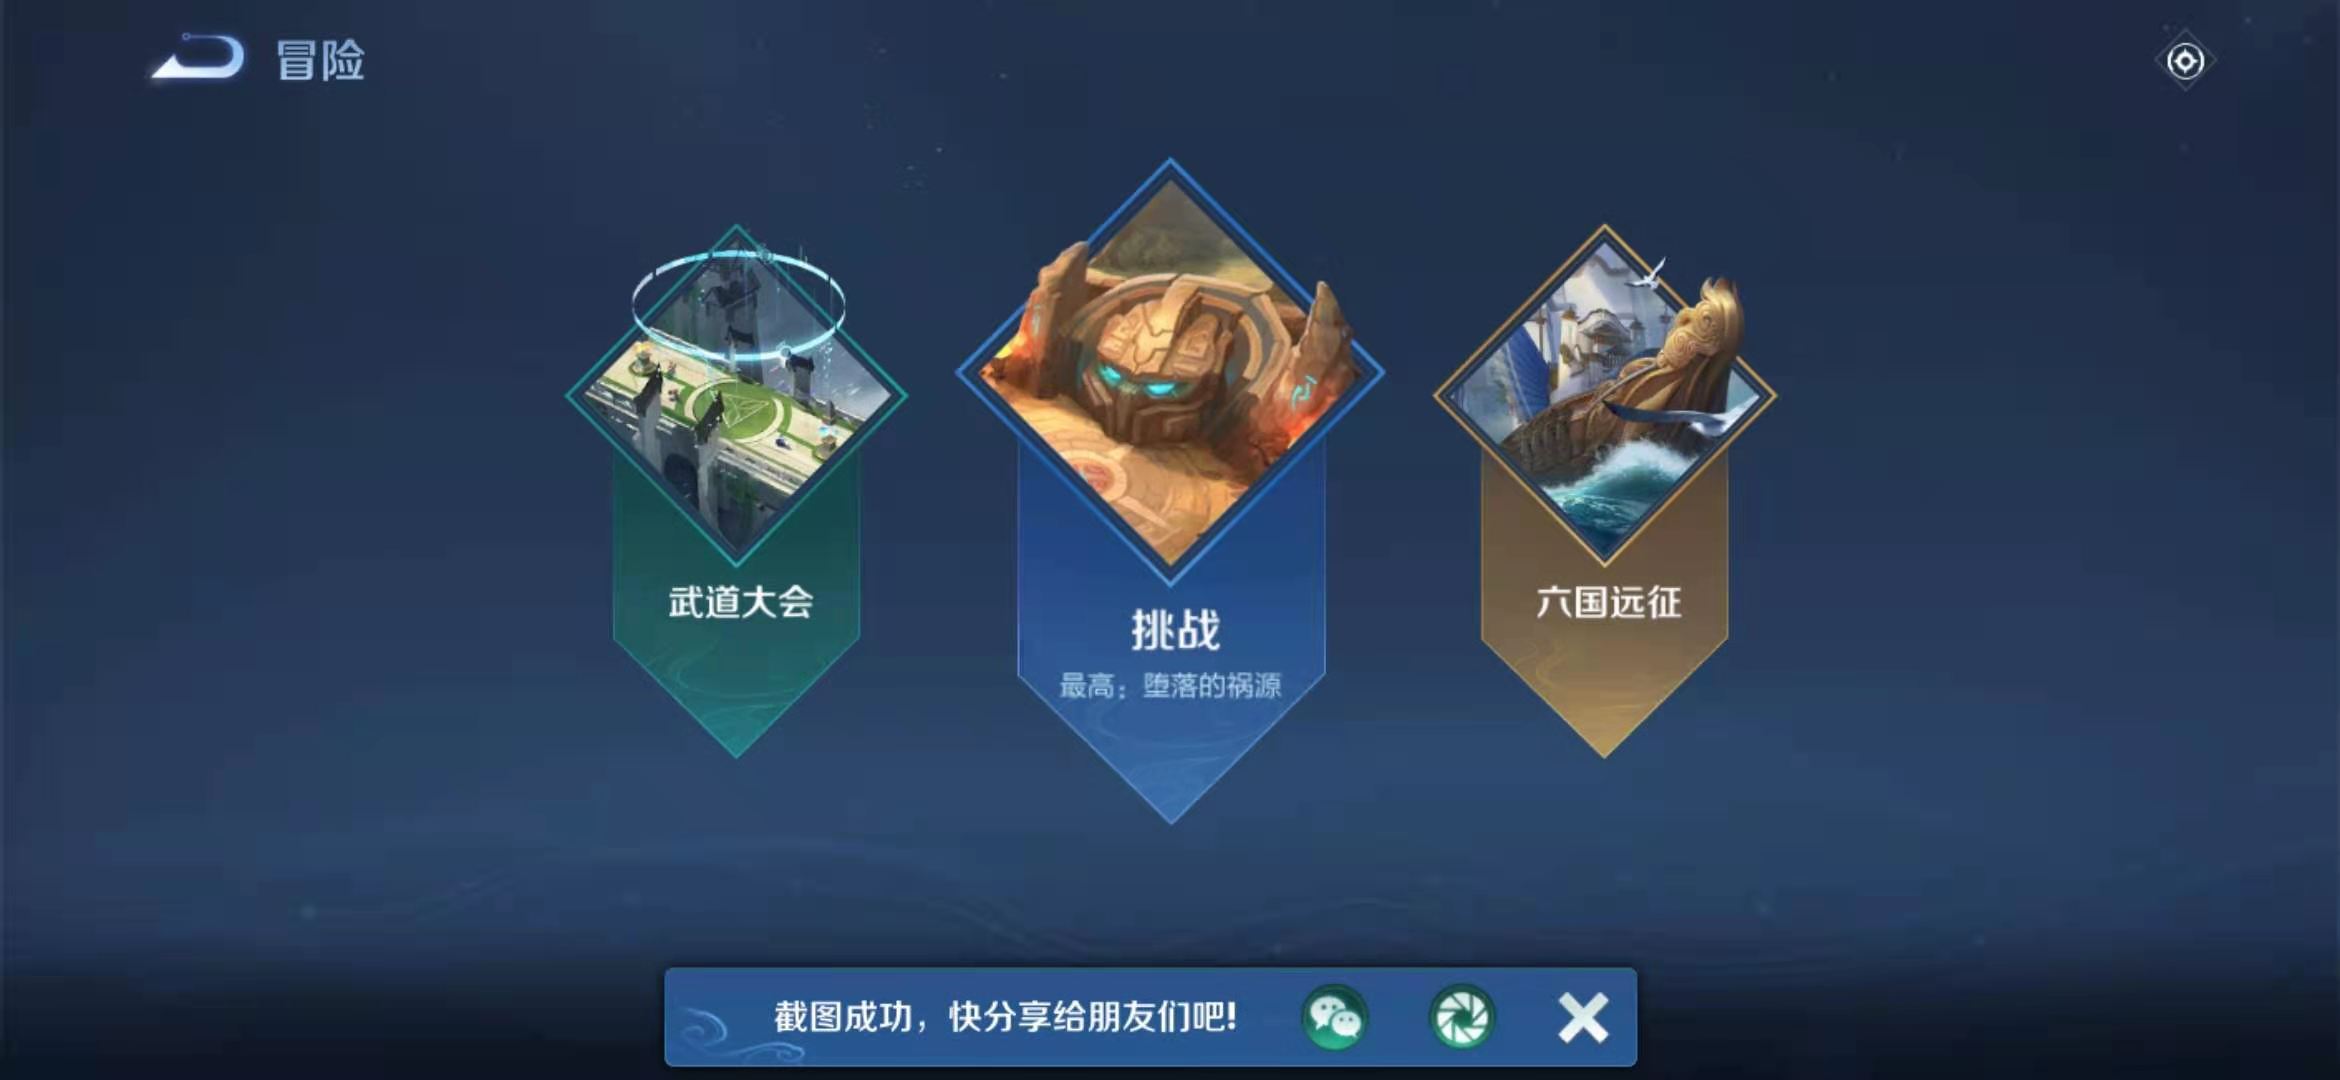 冒险
武道大会
挑战
最高：堕落的祸源
六国远征
截图成功，快分享给朋友们吧！